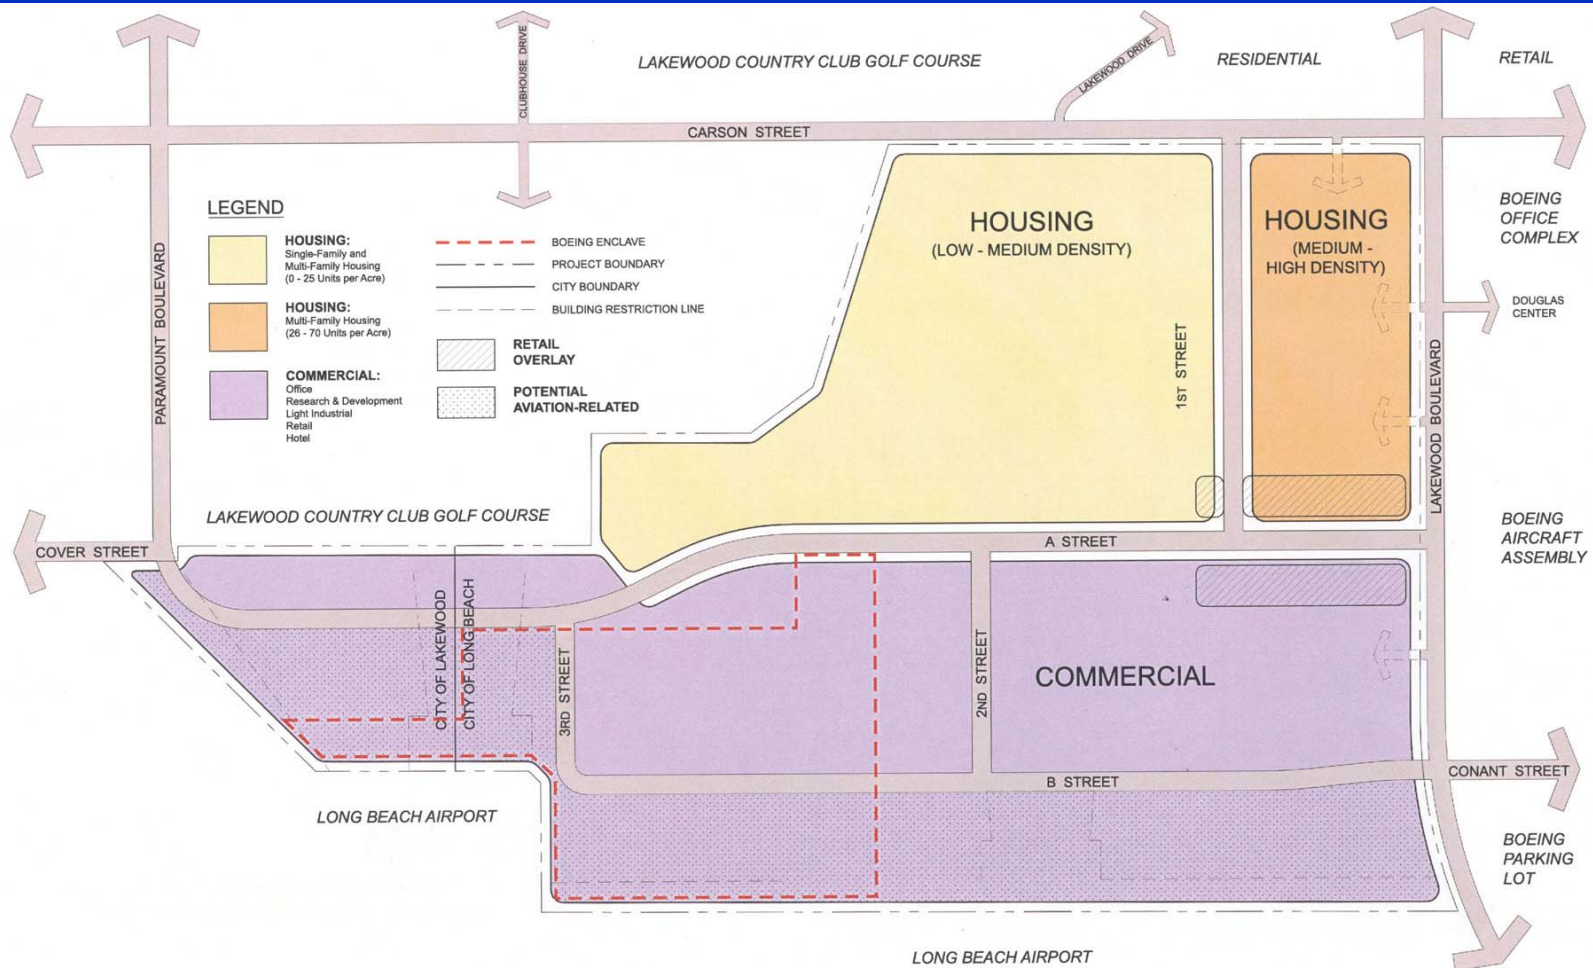 CLUBHOUSE DRIVE
LAKEWOOD COUNTRY CLUB GOLF COURSE
LAKEWOOD DRIVE
RESIDENTIAL
RETAIL
CARSON STREET
LEGEND
HOUSING:
Single-Family and
Multi-Family Housing
(0 - 25 Units per Acre)
HOUSING:
Multi-Family Housing
(26 - 70 Units per Acre)
COMMERCIAL:
Office
Research & Development
Light Industrial
Retail
Hotel
BOEING ENCLAVE
PROJECT BOUNDARY
CITY BOUNDARY
BUILDING RESTRICTION LINE
RETAIL
OVERLAY
POTENTIAL
AVIATION-RELATED
PARAMOUNT BOULEVARD
HOUSING
(LOW - MEDIUM DENSITY)
HOUSING
(MEDIUM -
HIGH DENSITY)
BOEING
OFFICE
COMPLEX
DOUGLAS
CENTER
1ST STREET
LAKEWOOD BOULEVARD
LAKEWOOD COUNTRY CLUB GOLF COURSE
COVER STREET
A STREET
BOEING
AIRCRAFT
ASSEMBLY
CITY OF LAKEWOOD
CITY OF LONG BEACH
3RD STREET
2ND STREET
COMMERCIAL
B STREET
CONANT STREET
LONG BEACH AIRPORT
BOEING
PARKING
LOT
LONG BEACH AIRPORT